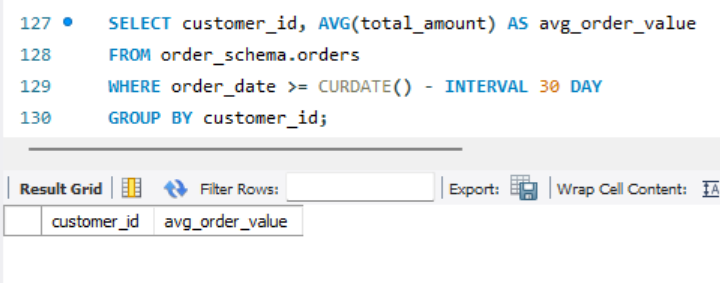 127 SELECT customer_id, AVG(total_amount) AS avg_order_value
128 FROM order_schema.orders
129 WHERE order_date >= CURDATE() - INTERVAL 30 DAY
130 GROUP BY customer_id;
Result Grid Filter Rows: Export: Wrap Cell Content: IA
customer_id avg_order_value